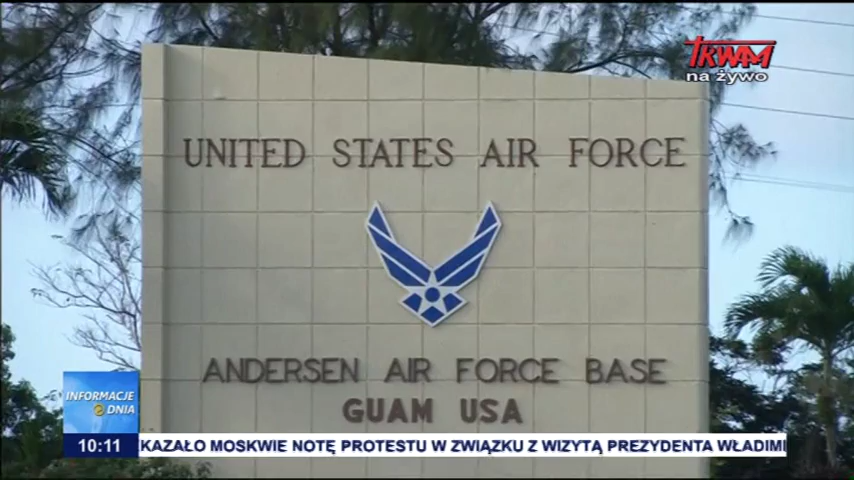 TRWAM
na żywo
UNITED STATES AIR FORCE
ANDERSEN AIR FORCE BASE
GUAM USA
INFORMACJE
DNIA
10:11
KAZAŁO MOSKWIE NOTĘ PROTESTU W ZWIĄZKU Z WIZYTĄ PREZYDENTA WŁADIMI